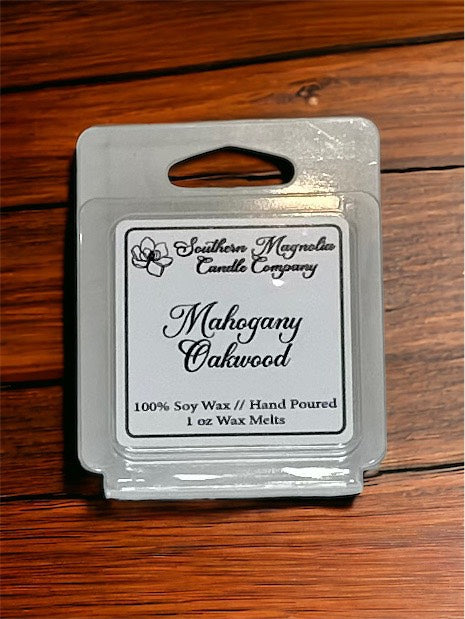 Southern Magnolia
Candle Company
Mahogany
Oakwood
100% Soy Wax // Hand Poured
1 oz Wax Melts